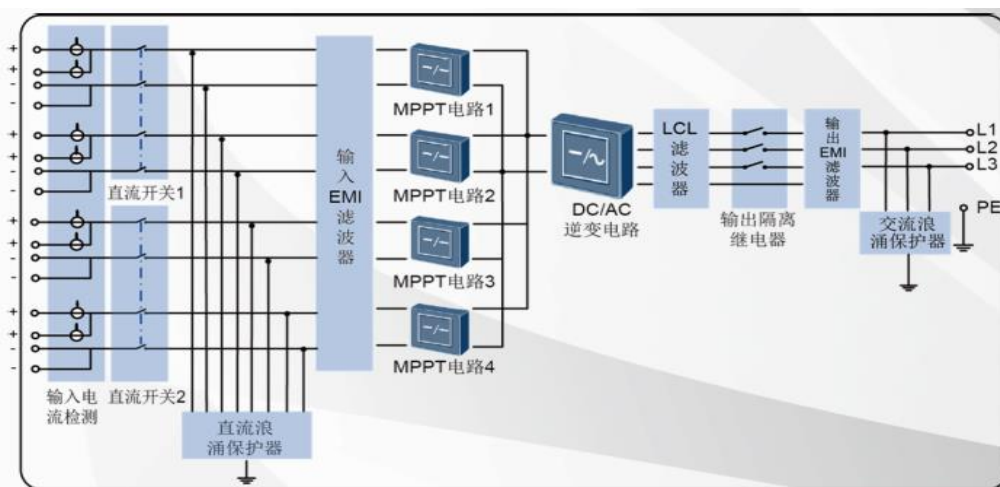 +
+
-
-
+
+
-
-
+
+
-
-
+
+
-
-
输入电
流检测
直流开关1
直流开关2
直流浪
涌保护器
输
入
EMI
滤
波
器
MPPT电路1
MPPT电路2
MPPT电路3
MPPT电路4
DC/AC
逆变电路
LCL
滤
波
器
输出隔离
继电器
输
出
EMI
滤
波
器
交流浪
涌保护器
L1
L2
L3
PE